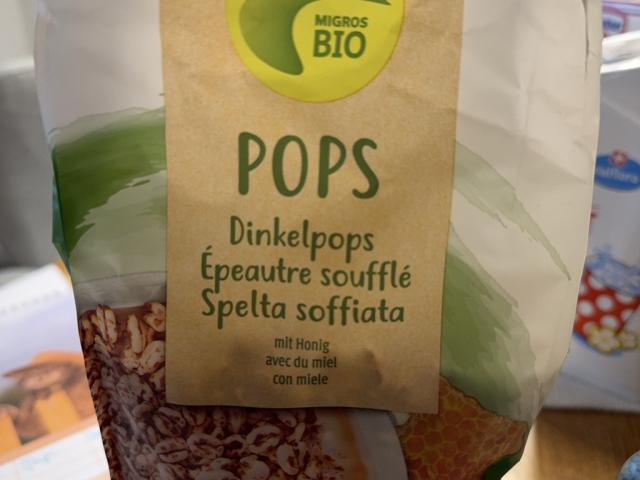 MIGROS
BIO
POPS
Dinkelpops
Épeautre soufflé
Spelta soffiata
mit Honig
avec du miel
con miele